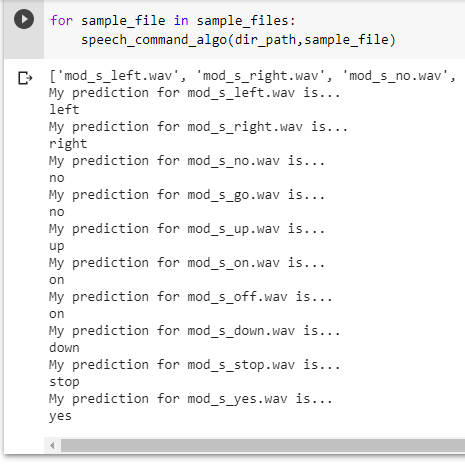 for sample_file in sample_files:
    speech_command_algo(dir_path,sample_file)
['mod_s_left.wav', 'mod_s_right.wav', 'mod_s_no.wav',
My prediction for mod_s_left.wav is...
left
My prediction for mod_s_right.wav is...
right
My prediction for mod_s_no.wav is...
no
My prediction for mod_s_go.wav is...
no
My prediction for mod_s_up.wav is...
up
My prediction for mod_s_on.wav is...
on
My prediction for mod_s_off.wav is...
on
My prediction for mod_s_down.wav is...
down
My prediction for mod_s_stop.wav is...
stop
My prediction for mod_s_yes.wav is...
yes